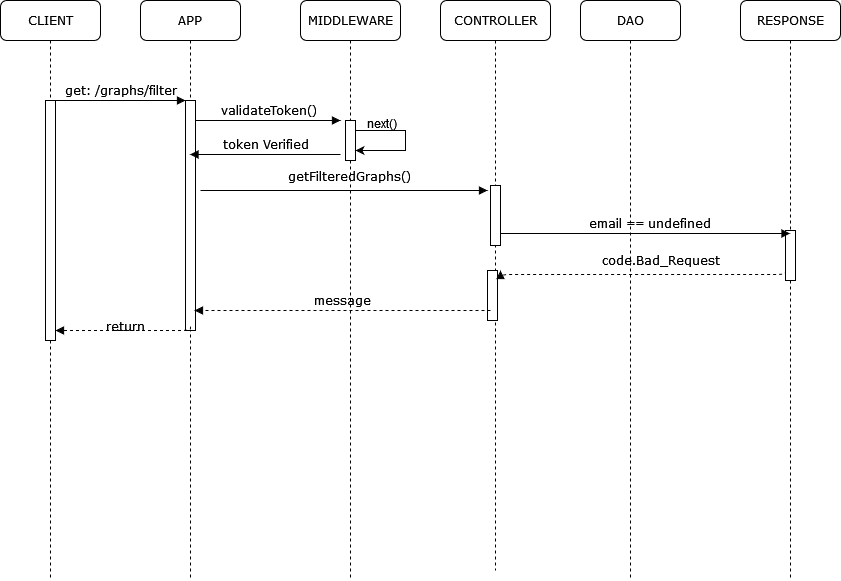 CLIENT
APP
MIDDLEWARE
CONTROLLER
DAO
RESPONSE
get: /graphs/filter
validateToken()
next()
token Verified
getFilteredGraphs()
email == undefined
code.Bad_Request
message
return